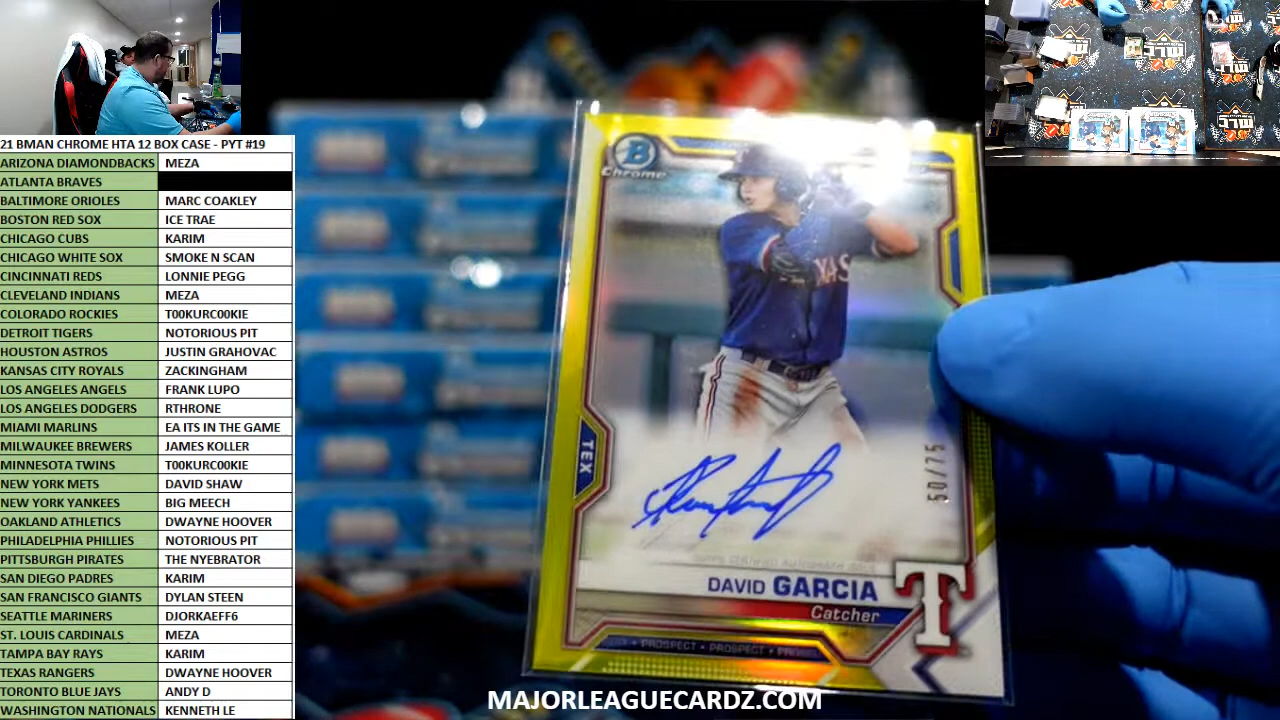 21 BMAN CHROME HTA 12 BOX CASE - PYT #19
ARIZONA DIAMONDBACKS MEZA
ATLANTA BRAVES
BALTIMORE ORIOLES MARC COAKLEY
BOSTON RED SOX ICE TRAE
CHICAGO CUBS KARIM
CHICAGO WHITE SOX SMOKE N SCAN
CINCINNATI REDS LONNIE PEGG
CLEVELAND INDIANS MEZA
COLORADO ROCKIES T00KURC00KIE
DETROIT TIGERS NOTORIOUS PIT
HOUSTON ASTROS JUSTIN GRAHOVAC
KANSAS CITY ROYALS ZACKINGHAM
LOS ANGELES ANGELS FRANK LUPO
LOS ANGELES DODGERS RTHRONE
MIAMI MARLINS EA ITS IN THE GAME
MILWAUKEE BREWERS JAMES KOLLER
MINNESOTA TWINS T00KURC00KIE
NEW YORK METS DAVID SHAW
NEW YORK YANKEES BIG MEECH
OAKLAND ATHLETICS DWAYNE HOOVER
PHILADELPHIA PHILLIES NOTORIOUS PIT
PITTSBURGH PIRATES THE NYEBRATOR
SAN DIEGO PADRES KARIM
SAN FRANCISCO GIANTS DYLAN STEEN
SEATTLE MARINERS DJORKAEFF6
ST. LOUIS CARDINALS MEZA
TAMPA BAY RAYS KARIM
TEXAS RANGERS DWAYNE HOOVER
TORONTO BLUE JAYS ANDY D
WASHINGTON NATIONALS KENNETH LE
B
Chrome
XAS
TEX
50/75
DAVID GARCIA
Catcher
T
PROSPECT • PROSPECT
MAJORLEAGUECARDZ.COM